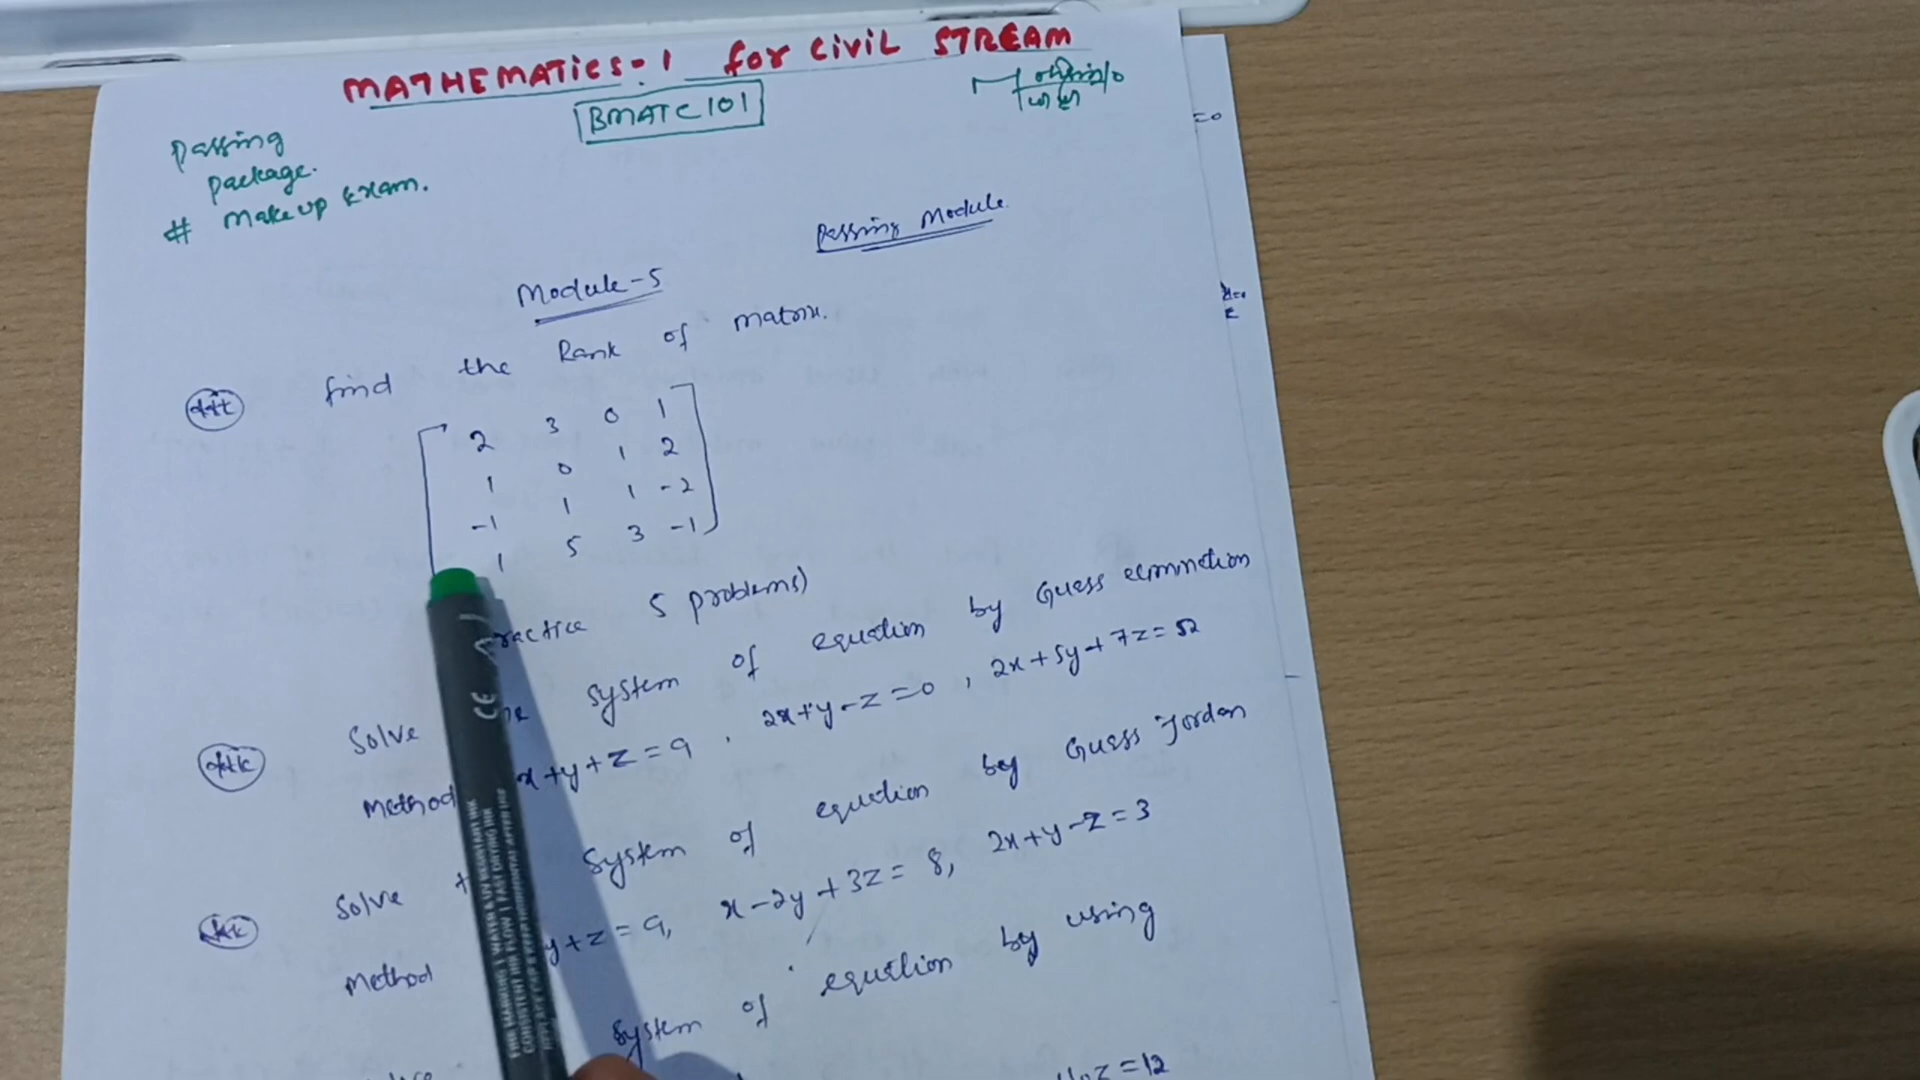 MATHEMATICS-1 for CiviL STREAM
BMATC101
passing
package.
# Makeup Exam.
passing Module
Module-5
find the Rank of matrix.
2 3 0 1
1 0 1 2
-1 1 1 -2
1 5 3 -1
5 problems)
Solve system of equation by Guess
Method x+y+z=9, 2x+y-z=0, 2x+5y+7z=52
Solve system of equation by Guess Jordan
Method y+z=9, x-2y+3z=8, 2x+y-z=3
system of equation by using
z=12
=0